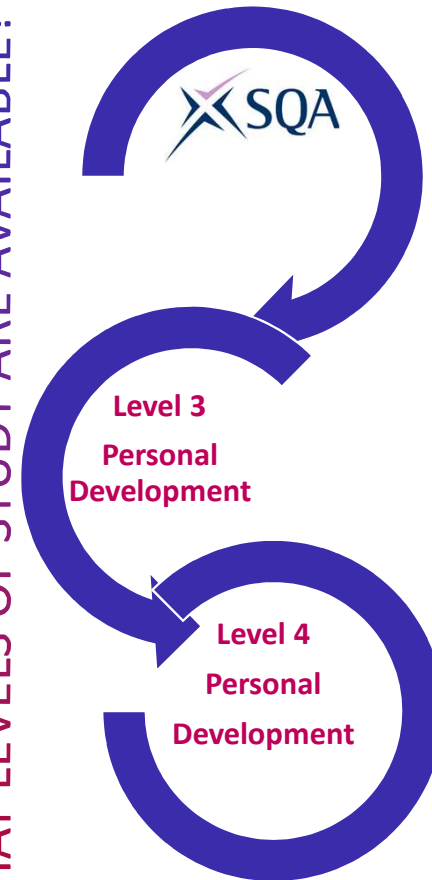 LEVELS OF STUDY ARE AVAILABLE?
SQA
Level 3
Personal
Development
Level 4
Personal
Development